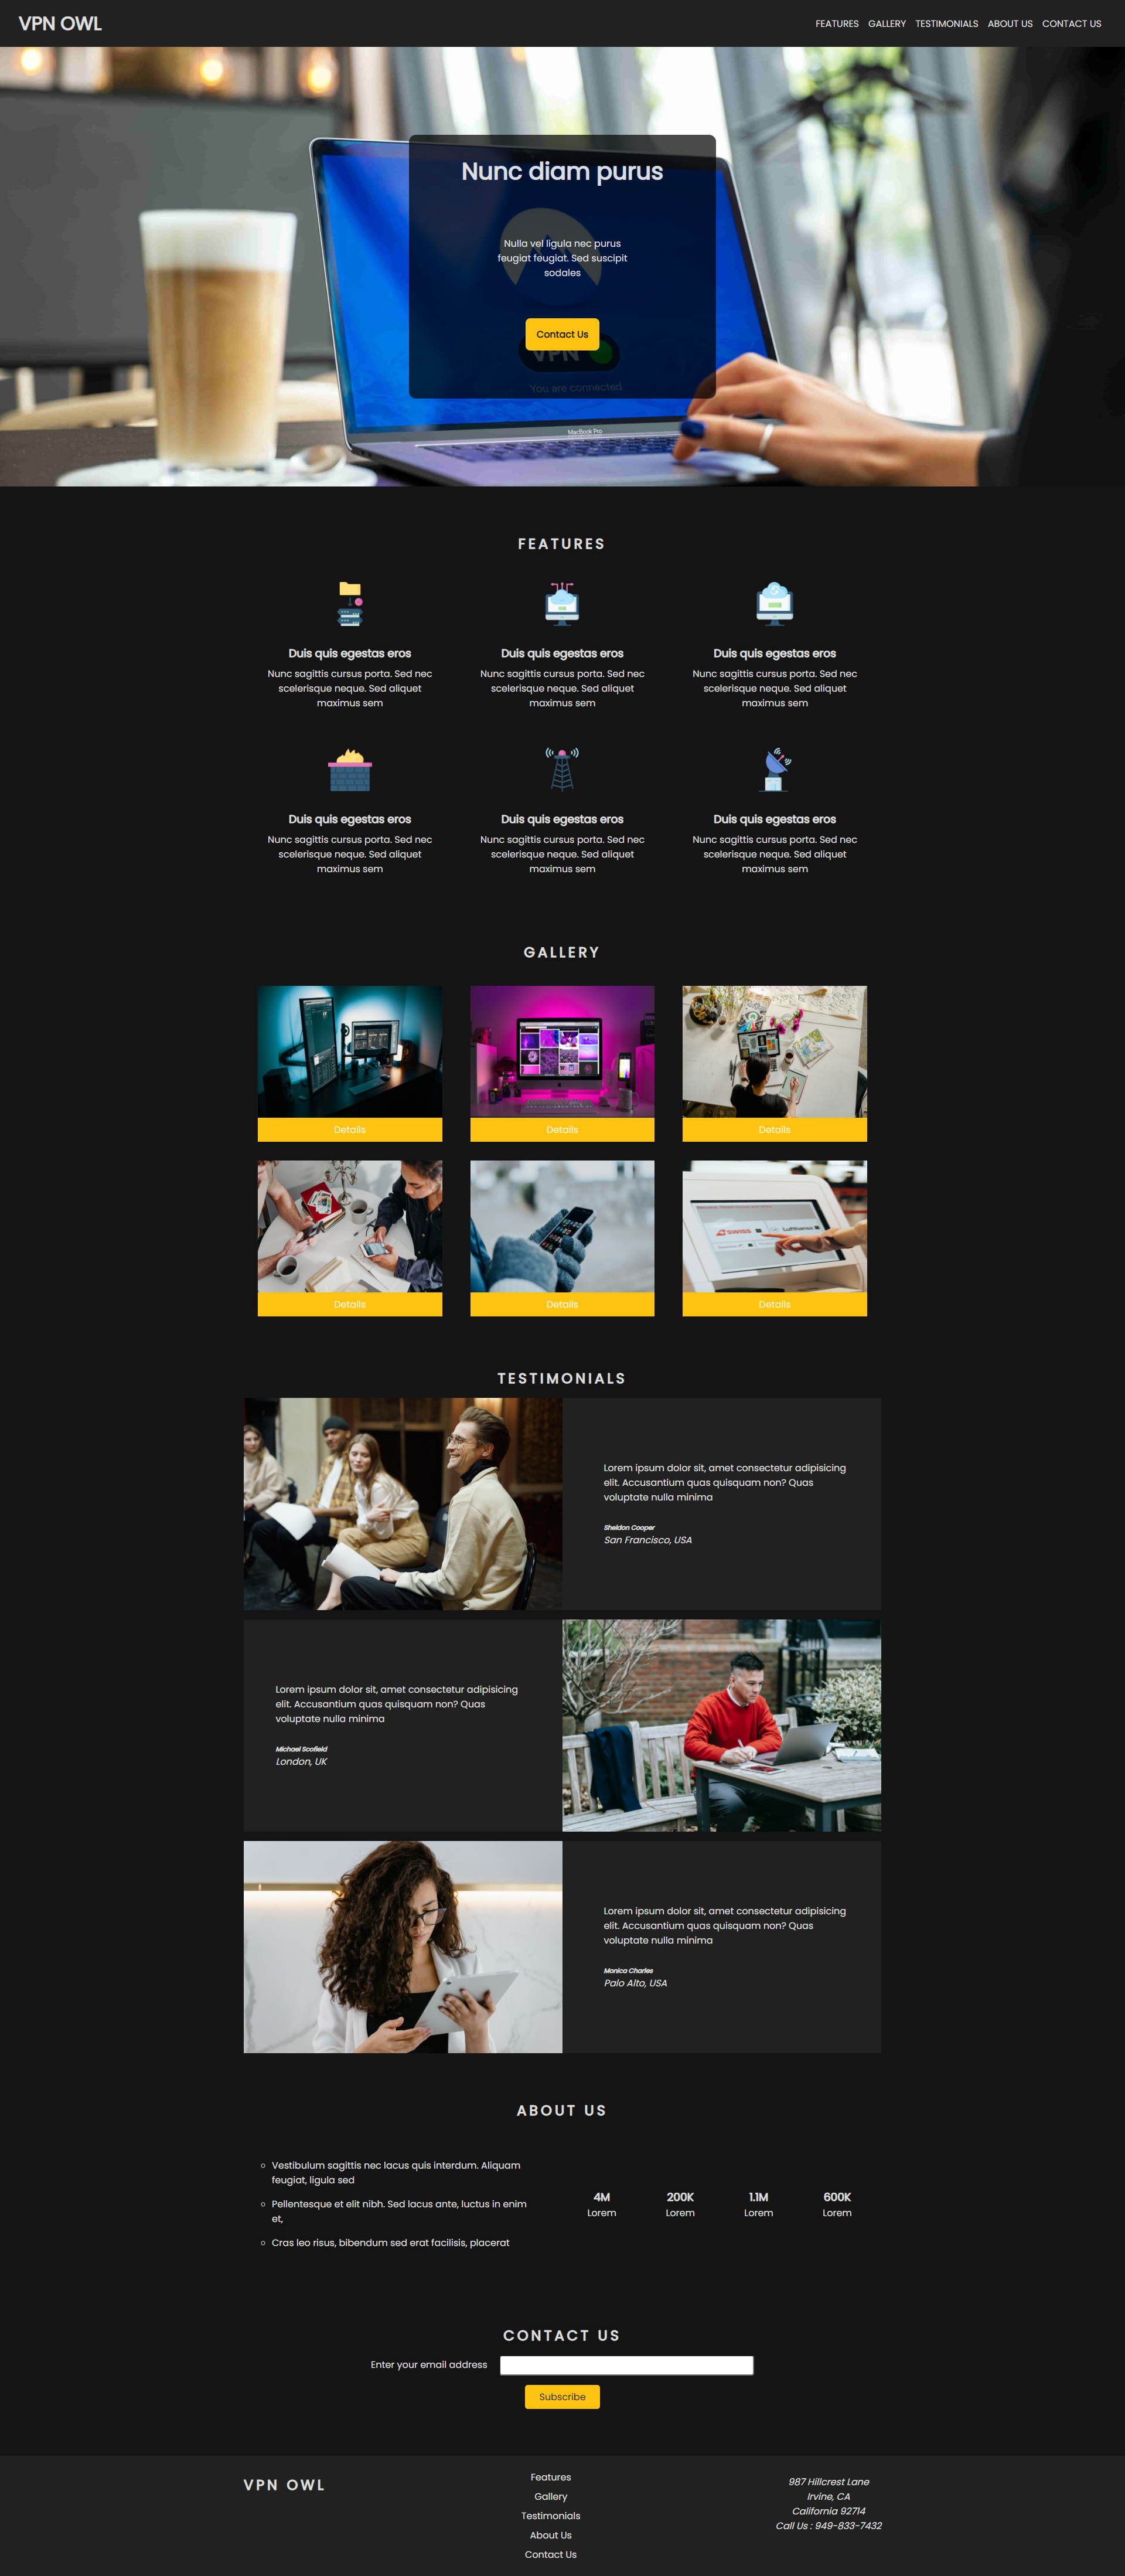 VPN OWL
FEATURES GALLERY TESTIMONIALS ABOUT US CONTACT US
Nunc diam purus
Nulla vel ligula nec purus
feugiat feugiat. Sed suscipit
sodales
Contact Us
VPN
You are connected
MacBook Pro
FEATURES
Duis quis egestas eros
Nunc sagittis cursus porta. Sed nec
scelerisque neque. Sed aliquet
maximus sem
Duis quis egestas eros
Nunc sagittis cursus porta. Sed nec
scelerisque neque. Sed aliquet
maximus sem
Duis quis egestas eros
Nunc sagittis cursus porta. Sed nec
scelerisque neque. Sed aliquet
maximus sem
Duis quis egestas eros
Nunc sagittis cursus porta. Sed nec
scelerisque neque. Sed aliquet
maximus sem
Duis quis egestas eros
Nunc sagittis cursus porta. Sed nec
scelerisque neque. Sed aliquet
maximus sem
Duis quis egestas eros
Nunc sagittis cursus porta. Sed nec
scelerisque neque. Sed aliquet
maximus sem
GALLERY
Details
Details
Details
SWISS
Lufthansa
Details
Details
Details
TESTIMONIALS
Lorem ipsum dolor sit, amet consectetur adipisicing
elit. Accusantium quas quisquam non? Quas
voluptate nulla minima
Sheldon Cooper
San Francisco, USA
Lorem ipsum dolor sit, amet consectetur adipisicing
elit. Accusantium quas quisquam non? Quas
voluptate nulla minima
Michael Scofield
London, UK
Lorem ipsum dolor sit, amet consectetur adipisicing
elit. Accusantium quas quisquam non? Quas
voluptate nulla minima
Monica Charles
Palo Alto, USA
ABOUT US
Vestibulum sagittis nec lacus quis interdum. Aliquam
feugiat, ligula sed
Pellentesque et elit nibh. Sed lacus ante, luctus in enim
et,
Cras leo risus, bibendum sed erat facilisis, placerat
4M
Lorem
200K
Lorem
1.1M
Lorem
600K
Lorem
CONTACT US
Enter your email address
Subscribe
VPN OWL
Features
Gallery
Testimonials
About Us
Contact Us
987 Hillcrest Lane
Irvine, CA
California 92714
Call Us : 949-833-7432